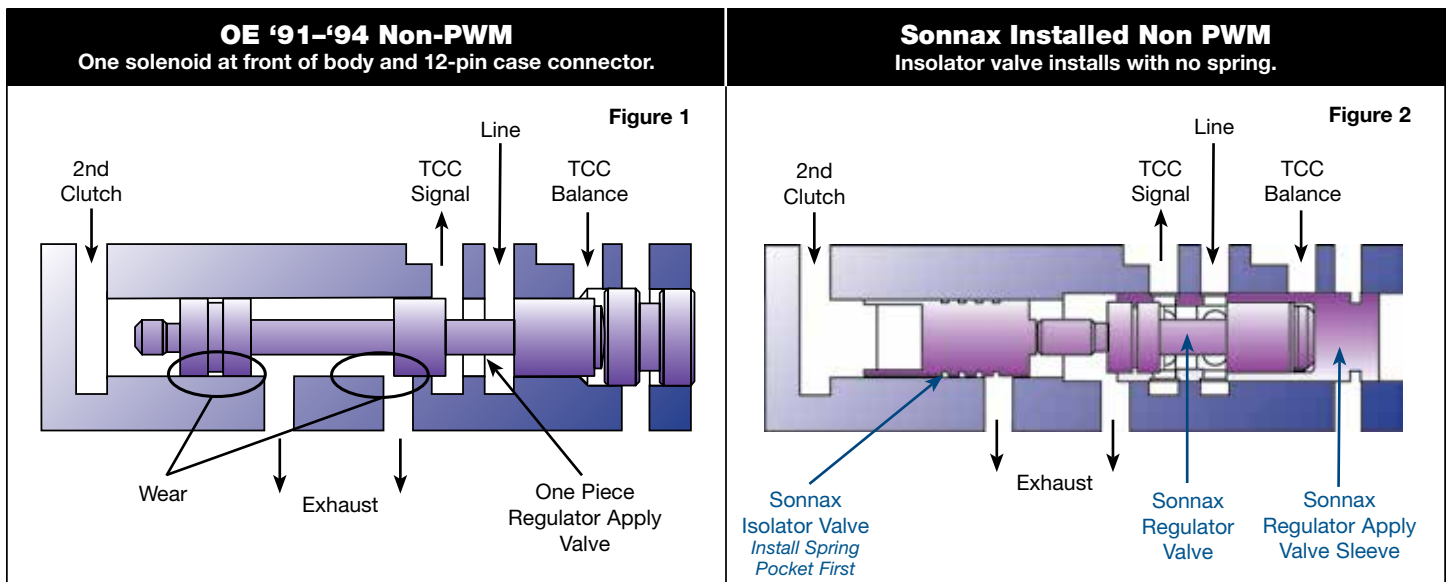 OE ‘91–‘94 Non-PWM
One solenoid at front of body and 12-pin case connector.
Figure 1
Line
2nd
Clutch
TCC
Signal
TCC
Balance
Wear
Exhaust
One Piece
Regulator Apply
Valve
Sonnax Installed Non PWM
Insolator valve installs with no spring.
Figure 2
Line
2nd
Clutch
TCC
Signal
TCC
Balance
Exhaust
Sonnax
Isolator Valve
Install Spring
Pocket First
Sonnax
Regulator
Valve
Sonnax
Regulator Apply
Valve Sleeve